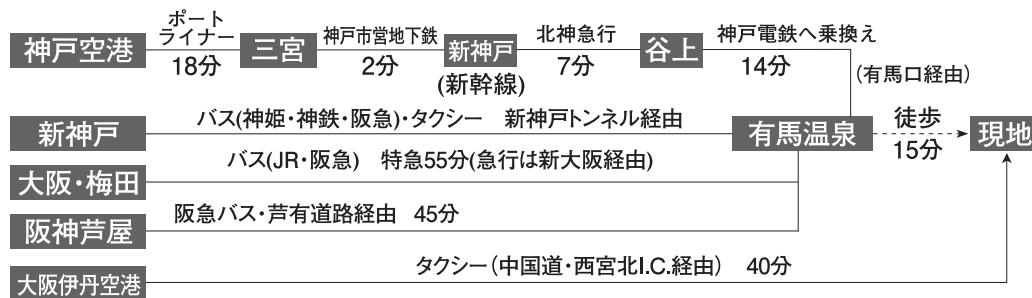 神戸空港 ポートライナー 18分 三宮 神戸市営地下鉄 2分 新神戸 (新幹線) 北神急行 7分 谷上 神戸電鉄へ乗換え 14分 (有馬口経由)
新神戸 バス(神姫・神鉄・阪急)・タクシー 新神戸トンネル経由 有馬温泉 徒歩 15分 現地
大阪・梅田 バス(JR・阪急) 特急55分(急行は新大阪経由)
阪神芦屋 阪急バス・芦有道路経由 45分
大阪伊丹空港 タクシー(中国道・西宮北I.C.経由) 40分